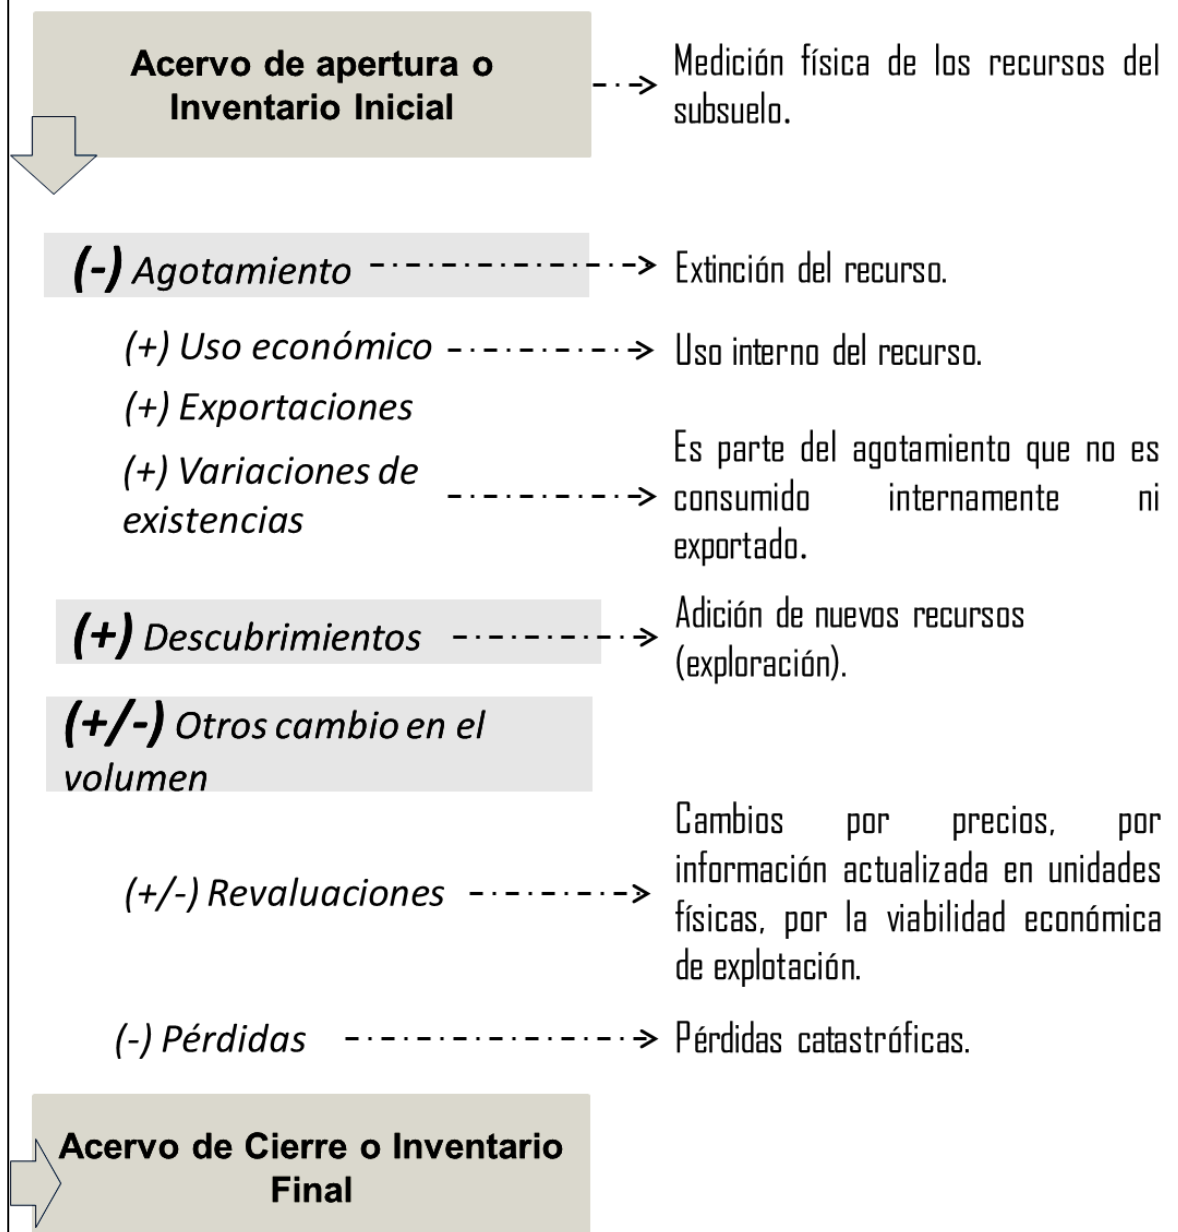 Acervo de apertura o
Inventario Inicial
Medición física de los recursos del
subsuelo.
(-) Agotamiento
Extinción del recurso.
(+) Uso económico
Uso interno del recurso.
(+) Exportaciones
(+) Variaciones de
existencias
Es parte del agotamiento que no es
consumido internamente ni
exportado.
(+) Descubrimientos
Adición de nuevos recursos
(exploración).
(+/-) Otros cambio en el
volumen
(+/-) Revaluaciones
Cambios por precios, por
información actualizada en unidades
físicas, por la viabilidad económica
de explotación.
(-) Pérdidas
Pérdidas catastróficas.
Acervo de Cierre o Inventario
Final